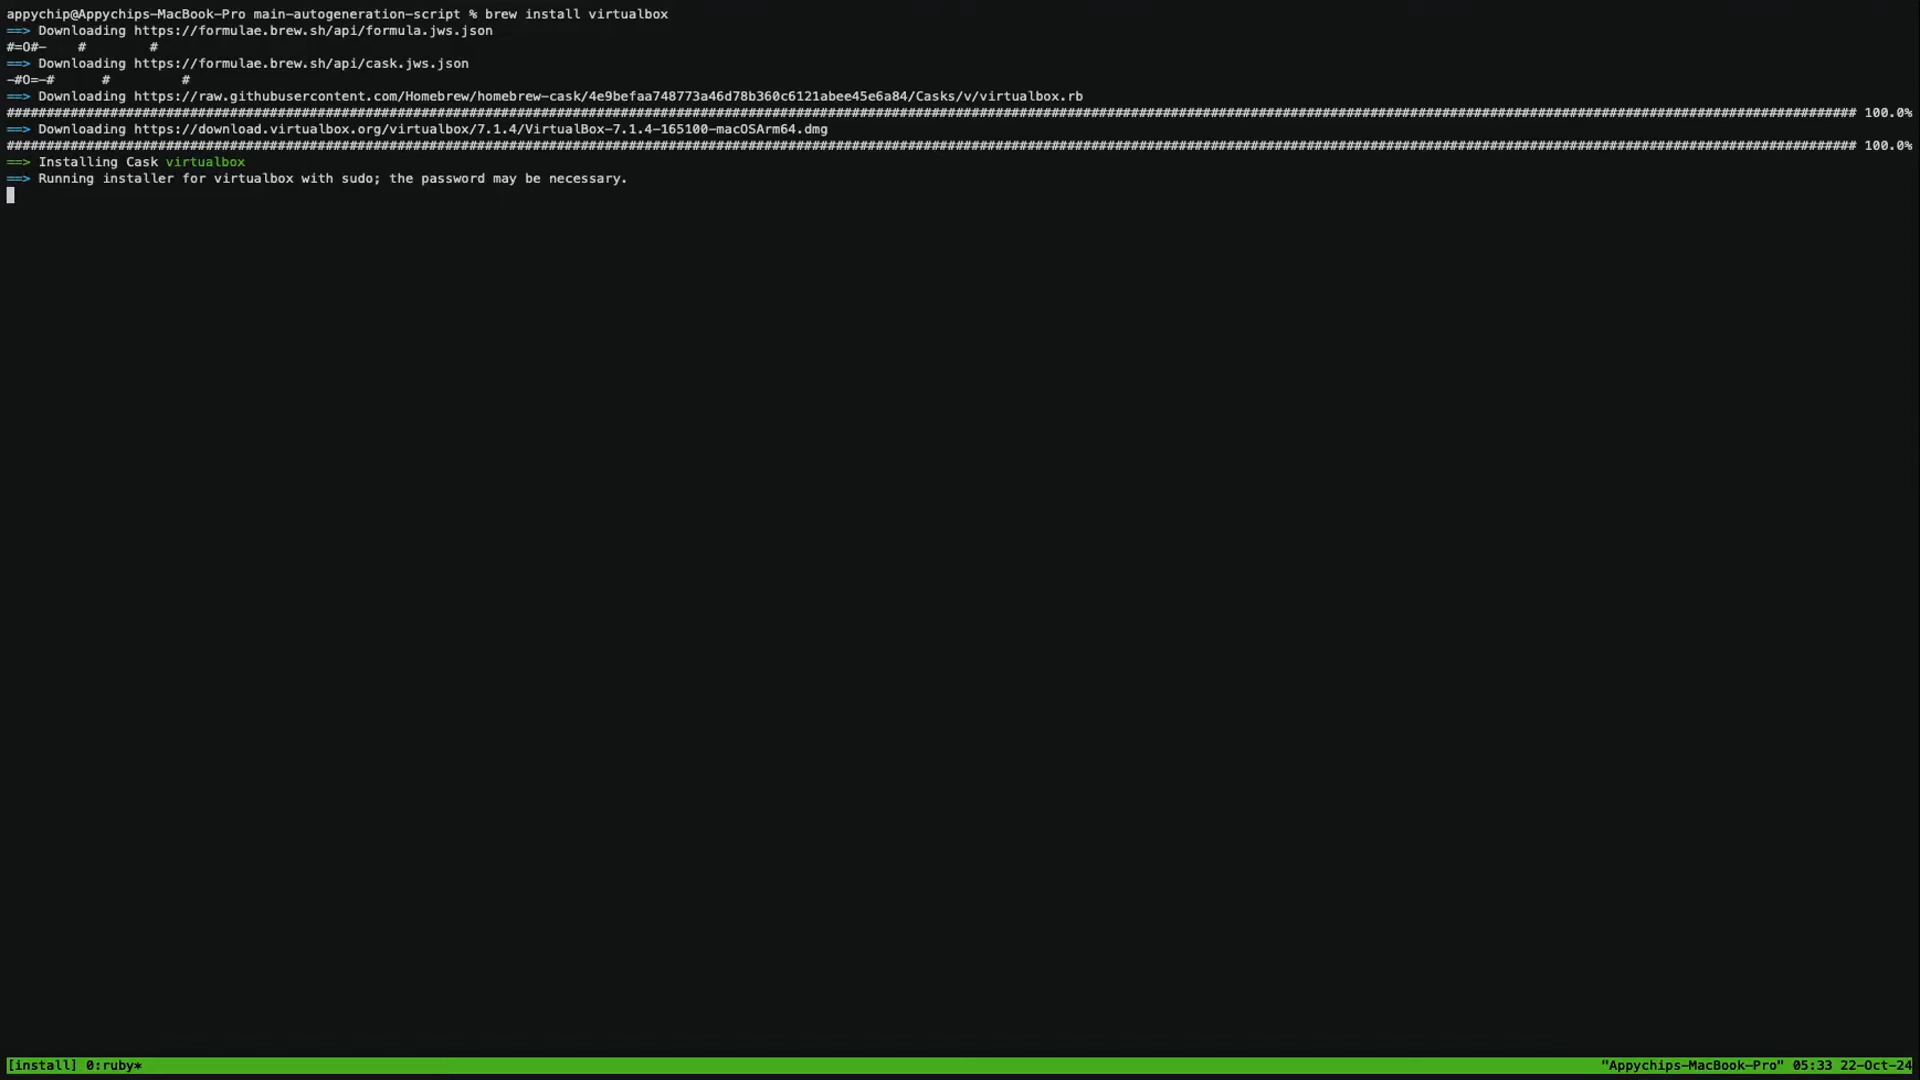 appychip@Appychips-MacBook-Pro main-autogeneration-script % brew install virtualbox
==> Downloading https://formulae.brew.sh/api/formula.jws.json
#=O#-    #        #
==> Downloading https://formulae.brew.sh/api/cask.jws.json
-#O=-#      #         #
==> Downloading https://raw.githubusercontent.com/Homebrew/homebrew-cask/4e9befaa748773a46d78b360c6121abee45e6a84/Casks/v/virtualbox.rb
######################################################################## 100.0%
==> Downloading https://download.virtualbox.org/virtualbox/7.1.4/VirtualBox-7.1.4-165100-macOSArm64.dmg
######################################################################## 100.0%
==> Installing Cask virtualbox
==> Running installer for virtualbox with sudo; the password may be necessary.
[install] 0:ruby* "Appychips-MacBook-Pro" 05:33 22-Oct-24